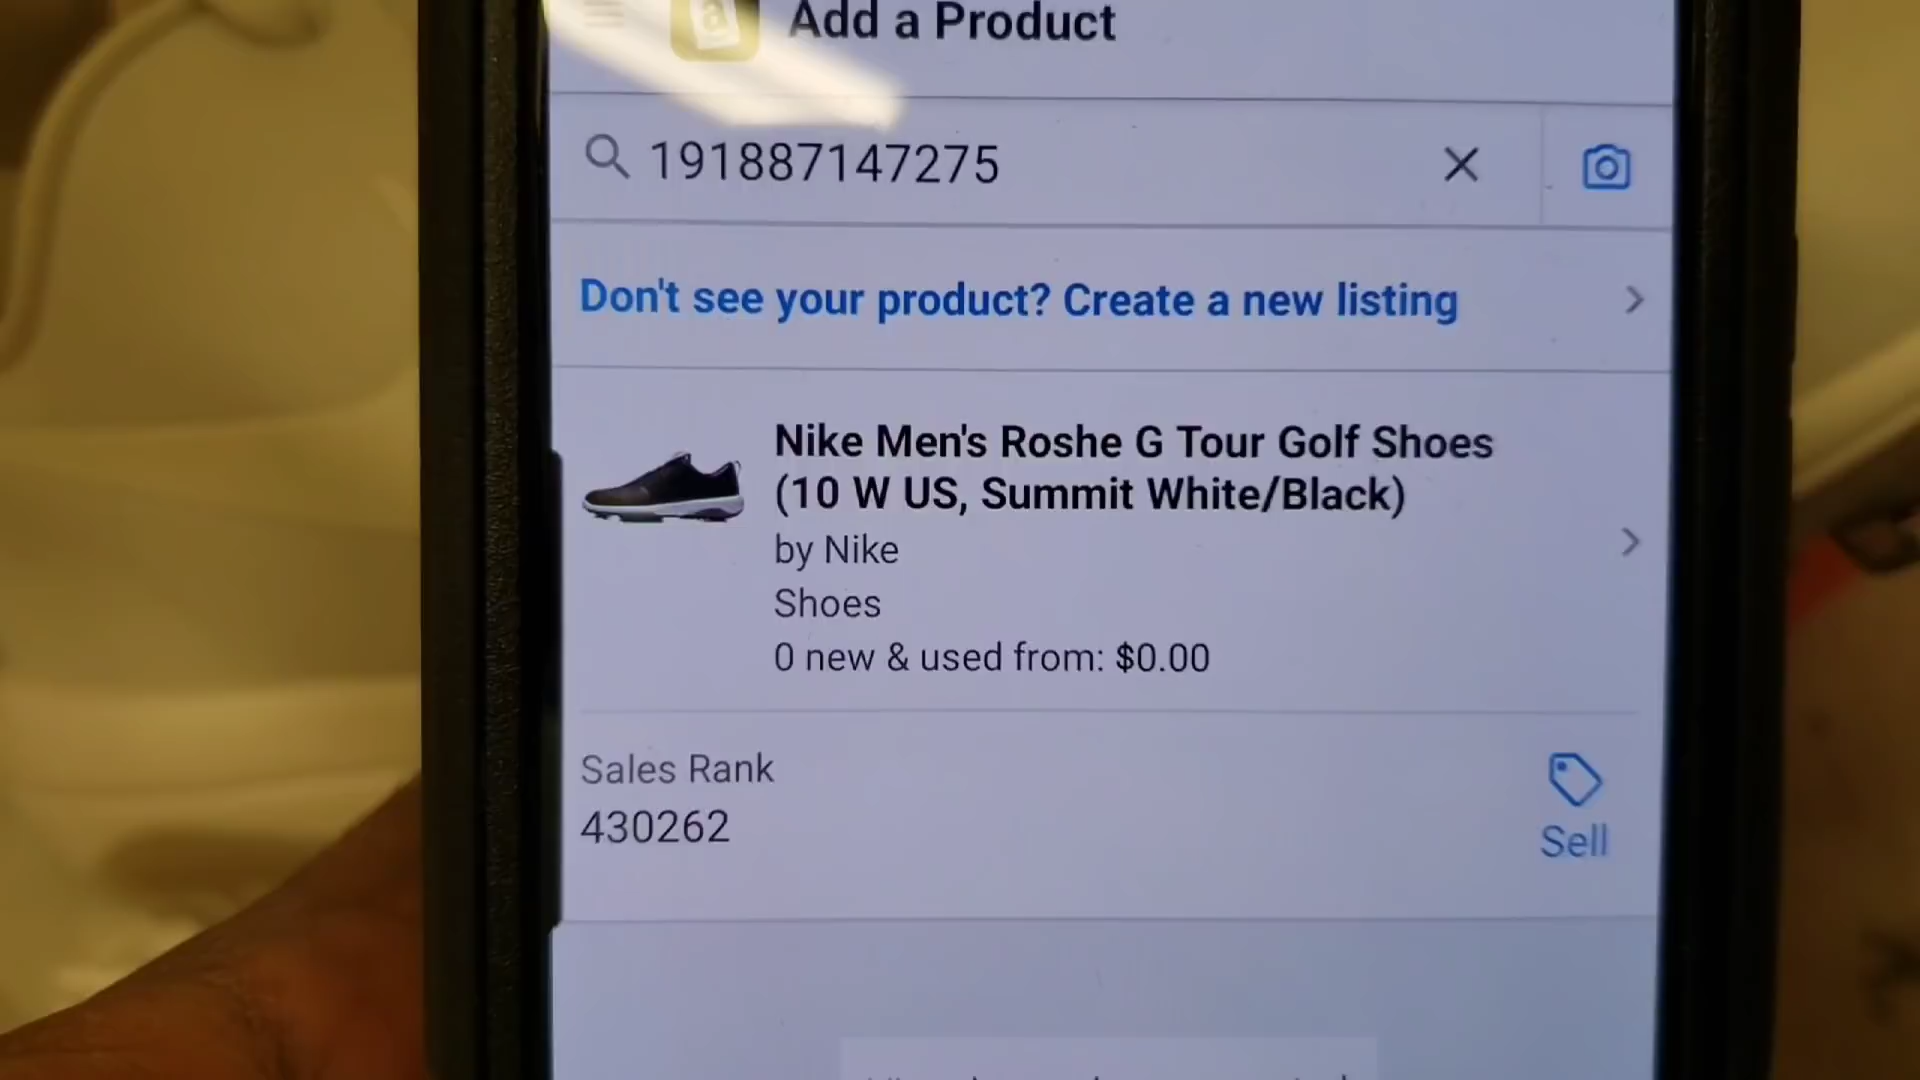 Add a Product
191887147275
Don't see your product? Create a new listing
Nike Men's Roshe G Tour Golf Shoes
(10 W US, Summit White/Black)
by Nike
Shoes
0 new & used from: $0.00
Sales Rank
430262
Sell